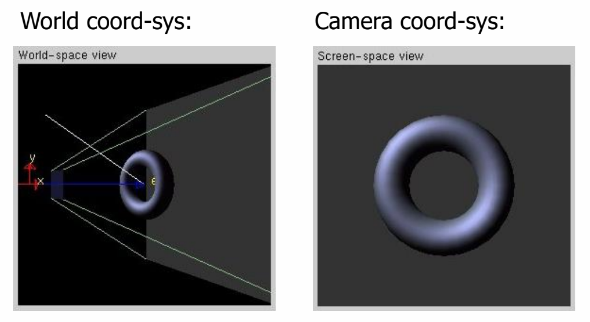 World coord-sys:
Camera coord-sys:
World-space view
Screen-space view
y
x